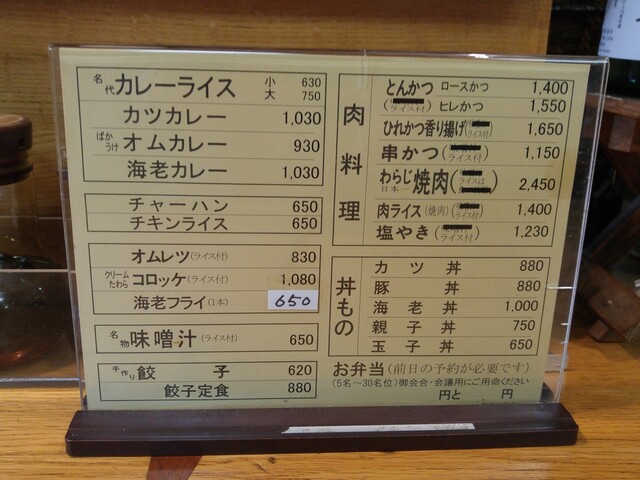 名代 カレーライス 小 630
大 750
カツカレー 1,030
ばかうけ オムカレー 930
海老カレー 1,030
チャーハン 650
チキンライス 650
オムレツ(ライス付) 830
クリームたわら コロッケ(ライス付) 1,080
海老フライ(1本) 650
名物 味噌汁(ライス付) 650
手作り 餃子 620
餃子定食 880
肉料理
とんかつ ロースかつ 1,400
(ライス付) ヒレかつ 1,550
ひれかつ香り揚げ(ライス付) 1,650
串かつ(ライス付) 1,150
わらじ日本一 焼肉(ライスは) 2,450
肉ライス(焼肉)(ライス付) 1,400
塩やき(ライス付) 1,230
丼もの
カツ丼 880
豚丼 880
海老丼 1,000
親子丼 750
玉子丼 650
お弁当(前日の予約が必要です)
(5名～30名位)御会合・会議用にご用命ください
円と 円